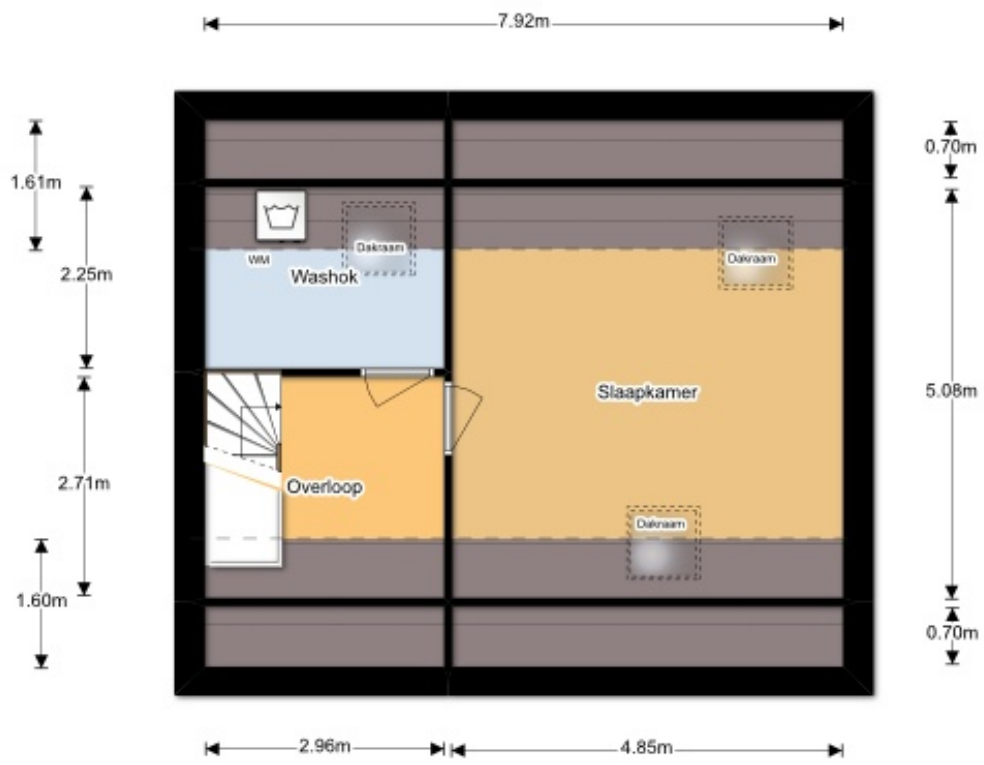 7.92m
0.70m
1.61m
2.25m
WM
Dakraam
Washok
Dakraam
Slaapkamer
5.08m
2.71m
Overloop
Dakraam
1.60m
0.70m
2.96m
4.85m